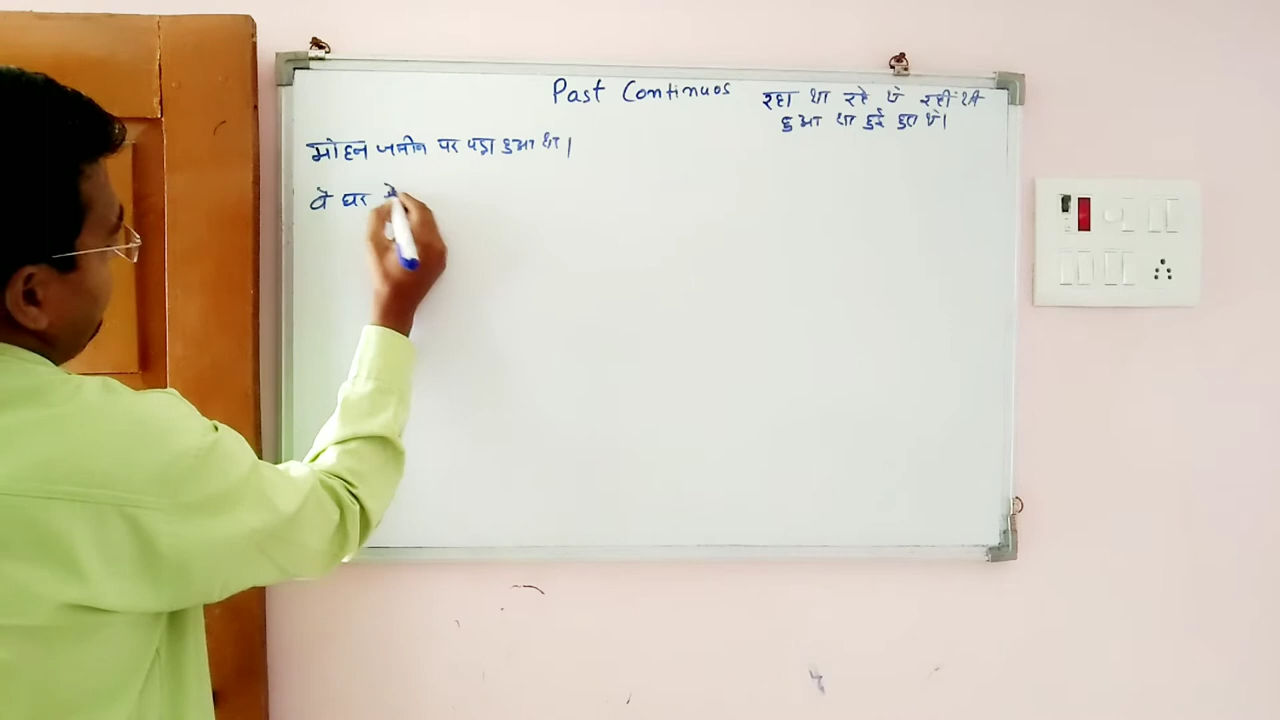 Past Continuos
रहा था रहे थे रही थी
हुआ था हुई हुए थे।
मोहन जमीन पर पड़ा हुआ था।
वे घर